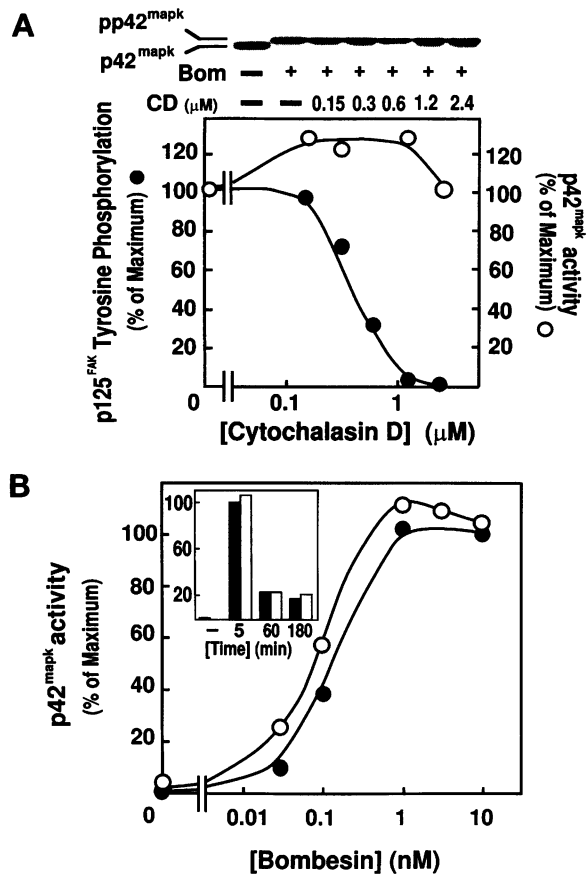 A
pp42mapk
p42mapk
Bom – + + + + + +
CD (μM) – – 0.15 0.3 0.6 1.2 2.4
p125FAK Tyrosine Phosphorylation ●
(% of Maximum)
120
100
80
60
40
20
120
100
80
60
40
20
p42mapk activity
(% of Maximum) ○
0 0.1 1
[Cytochalasin D] (μM)
B
p42mapk activity
(% of Maximum)
100
80
60
40
20
100
60
20
– 5 60 180
[Time] (min)
0 0.01 0.1 1 10
[Bombesin] (nM)